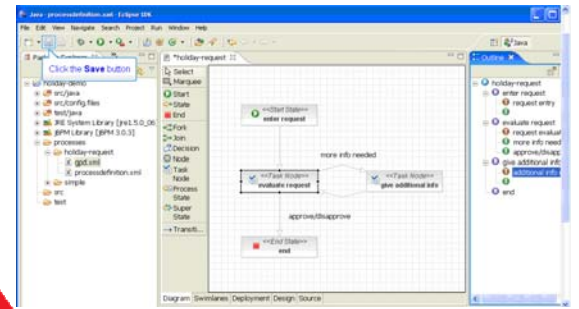 Java - processdefinition.xml - Eclipse SDK
File Edit View Navigate Search Project Run Window Help
Java
*holiday-request
Outline
Click the Save button
holiday-demo
src/java
src/config.files
test/java
JRE System Library [jre1.5.0_06
jBPM Library [jBPM 3.0.3]
processes
holiday-request
gpd.xml
processdefinition.xml
simple
src
test
Select
Marquee
Start
State
End
Fork
Join
Decision
Node
Task
Node
Process
State
Super
State
Transiti...
<<Start State>>
enter request
more info needed
<<Task Node>>
evaluate request
<<Task Node>>
give additional info
approve/disapprove
<<End State>>
end
Diagram Swimlanes Deployment Design Source
holiday-request
enter request
request entry
evaluate request
request evaluat
more info need
approve/disapp
give additional inf
additional info
end